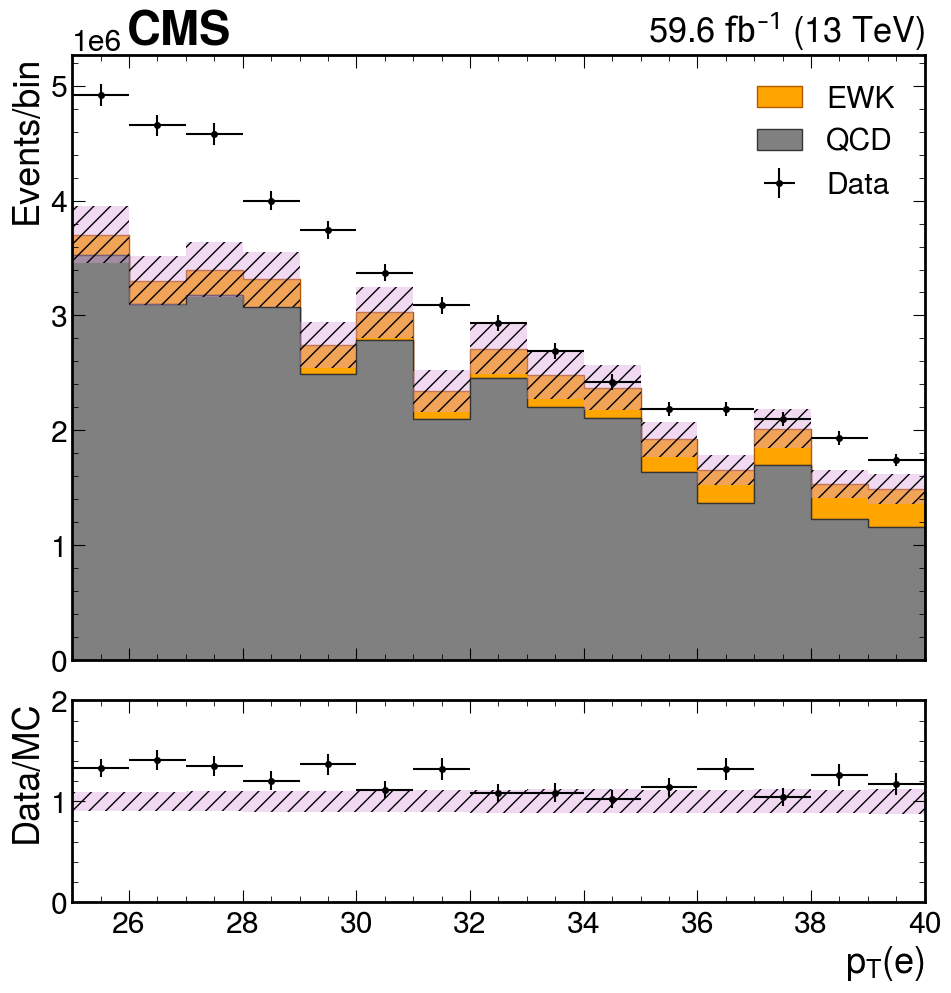 1e6 CMS 59.6 fb⁻¹ (13 TeV)
Events/bin
5
4
3
2
1
0
EWK
QCD
Data
Data/MC
2
1
0
26 28 30 32 34 36 38 40
p_T(e)